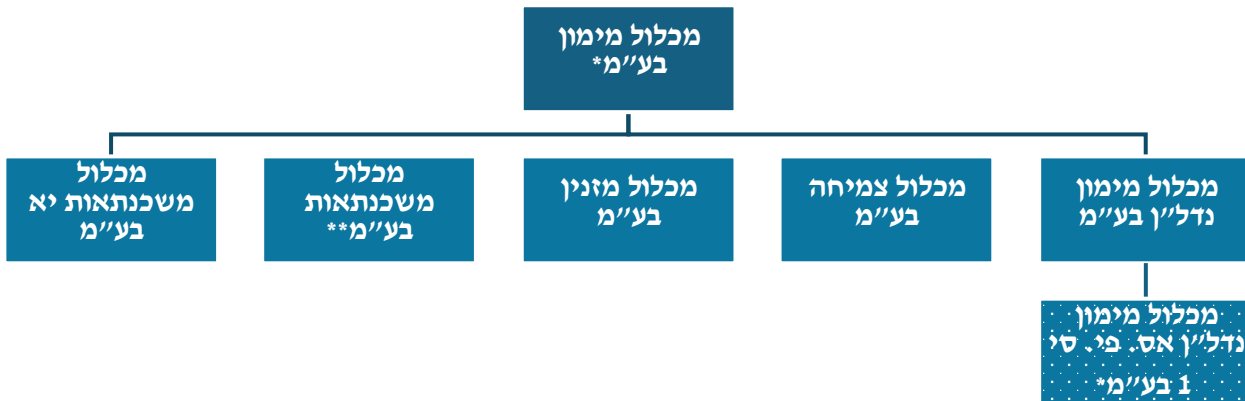 מכלול מימון
בע״מ*
מכלול מימון
נדל״ן בע״מ
מכלול צמיחה
בע״מ
מכלול מזנין
בע״מ
מכלול
משכנתאות
בע״מ**
מכלול
משכנתאות יא
בע״מ
מכלול מימון
נדל״ן אס. פי. סי
1 בע״מ*